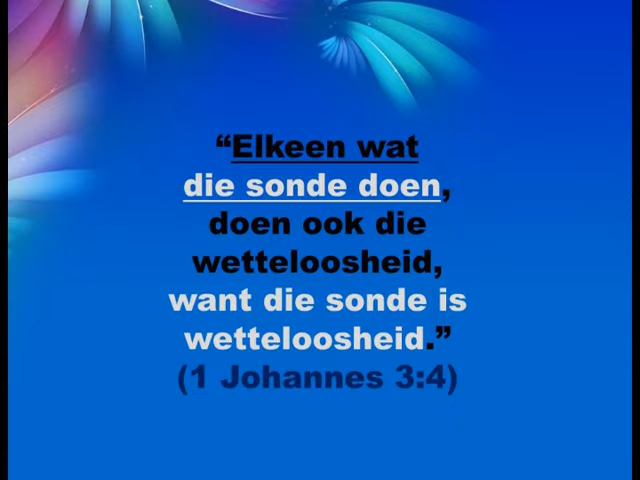 “Elkeen wat
die sonde doen,
doen ook die
wetteloosheid,
want die sonde is
wetteloosheid.”
(1 Johannes 3:4)